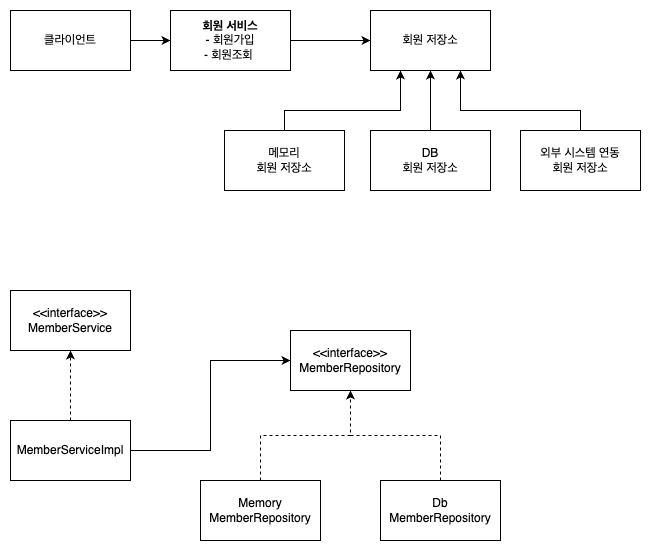 클라이언트
회원 서비스
- 회원가입
- 회원조회
회원 저장소
메모리
회원 저장소
DB
회원 저장소
외부 시스템 연동
회원 저장소
<<interface>>
MemberService
<<interface>>
MemberRepository
MemberServiceImpl
Memory
MemberRepository
Db
MemberRepository